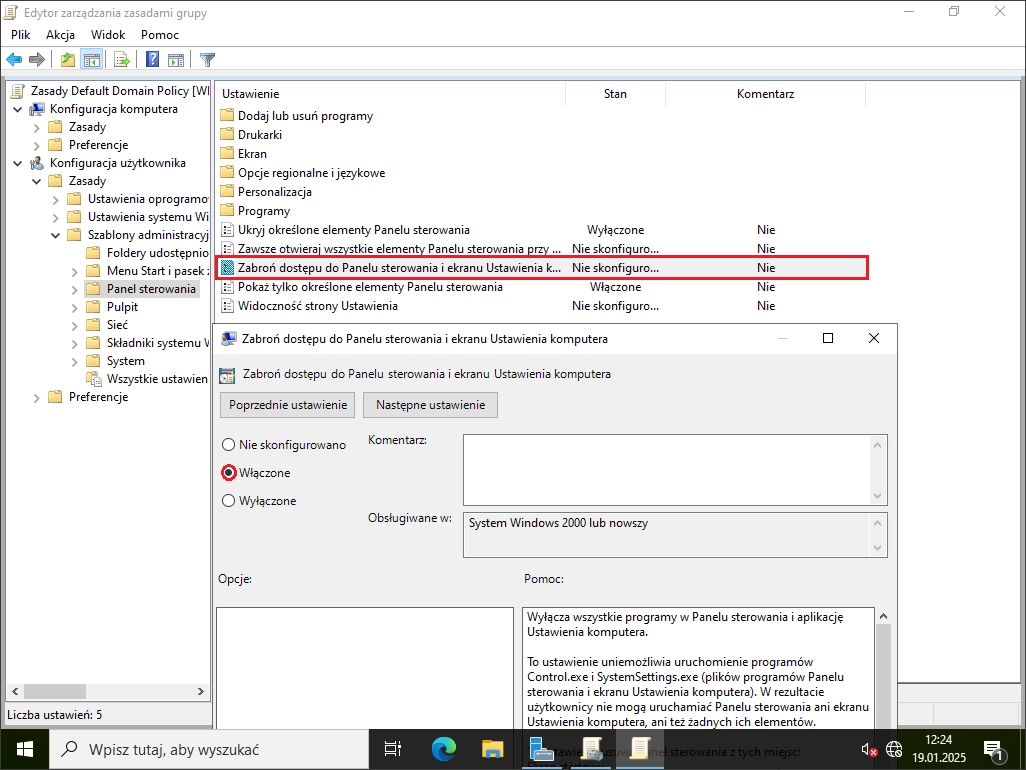 Edytor zarządzania zasadami grupy
Plik Akcja Widok Pomoc
Zasady Default Domain Policy [WI
Konfiguracja komputera
Zasady
Preferencje
Konfiguracja użytkownika
Zasady
Ustawienia oprogramo
Ustawienia systemu Wi
Szablony administracyj
Foldery udostępnio
Menu Start i pasek z
Panel sterowania
Pulpit
Sieć
Składniki systemu W
System
Wszystkie ustawien
Preferencje
Ustawienie Stan Komentarz
Dodaj lub usuń programy
Drukarki
Ekran
Opcje regionalne i językowe
Personalizacja
Programy
Ukryj określone elementy Panelu sterowania Wyłączone Nie
Zawsze otwieraj wszystkie elementy Panelu sterowania przy ... Nie skonfiguro... Nie
Zabroń dostępu do Panelu sterowania i ekranu Ustawienia k... Nie skonfiguro... Nie
Pokaż tylko określone elementy Panelu sterowania Włączone Nie
Widoczność strony Ustawienia Nie skonfiguro... Nie
Zabroń dostępu do Panelu sterowania i ekranu Ustawienia komputera
Zabroń dostępu do Panelu sterowania i ekranu Ustawienia komputera
Poprzednie ustawienie Następne ustawienie
Nie skonfigurowano
Włączone
Wyłączone
Komentarz:
Obsługiwane w:
System Windows 2000 lub nowszy
Opcje:
Pomoc:
Wyłącza wszystkie programy w Panelu sterowania i aplikację
Ustawienia komputera.
To ustawienie uniemożliwia uruchomienie programów
Control.exe i SystemSettings.exe (plików programów Panelu
sterowania i ekranu Ustawienia komputera). W rezultacie
użytkownicy nie mogą uruchamiać Panelu sterowania ani ekranu
Ustawienia komputera, ani też żadnych ich elementów.
Liczba ustawień: 5
Wpisz tutaj, aby wyszukać
panel sterowania z tych miejsc:
12:24
19.01.2025
1